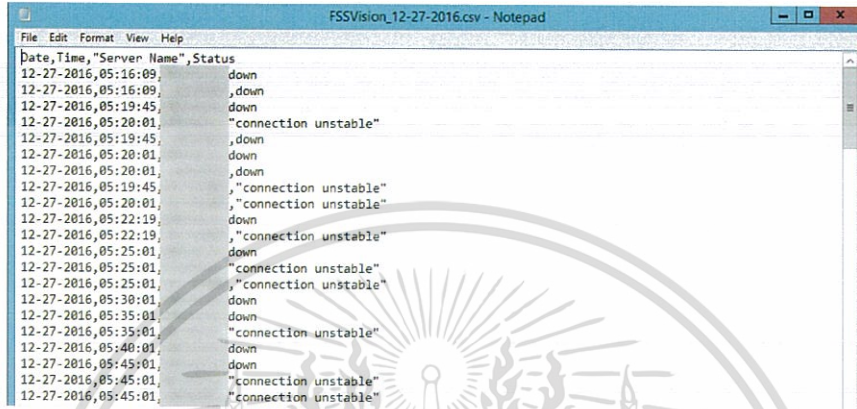 FSSVision_12-27-2016.csv - Notepad
File Edit Format View Help
Date,Time,"Server Name",Status
12-27-2016,05:16:09, down
12-27-2016,05:16:09, ,down
12-27-2016,05:19:45, down
12-27-2016,05:20:01, "connection unstable"
12-27-2016,05:19:45, ,down
12-27-2016,05:20:01, down
12-27-2016,05:20:01, ,down
12-27-2016,05:19:45, ,"connection unstable"
12-27-2016,05:20:01, ,"connection unstable"
12-27-2016,05:22:19, down
12-27-2016,05:22:19, ,"connection unstable"
12-27-2016,05:25:01, down
12-27-2016,05:25:01, "connection unstable"
12-27-2016,05:25:01, ,"connection unstable"
12-27-2016,05:30:01, down
12-27-2016,05:35:01, down
12-27-2016,05:35:01, "connection unstable"
12-27-2016,05:40:01, down
12-27-2016,05:45:01, down
12-27-2016,05:45:01, "connection unstable"
12-27-2016,05:45:01, "connection unstable"